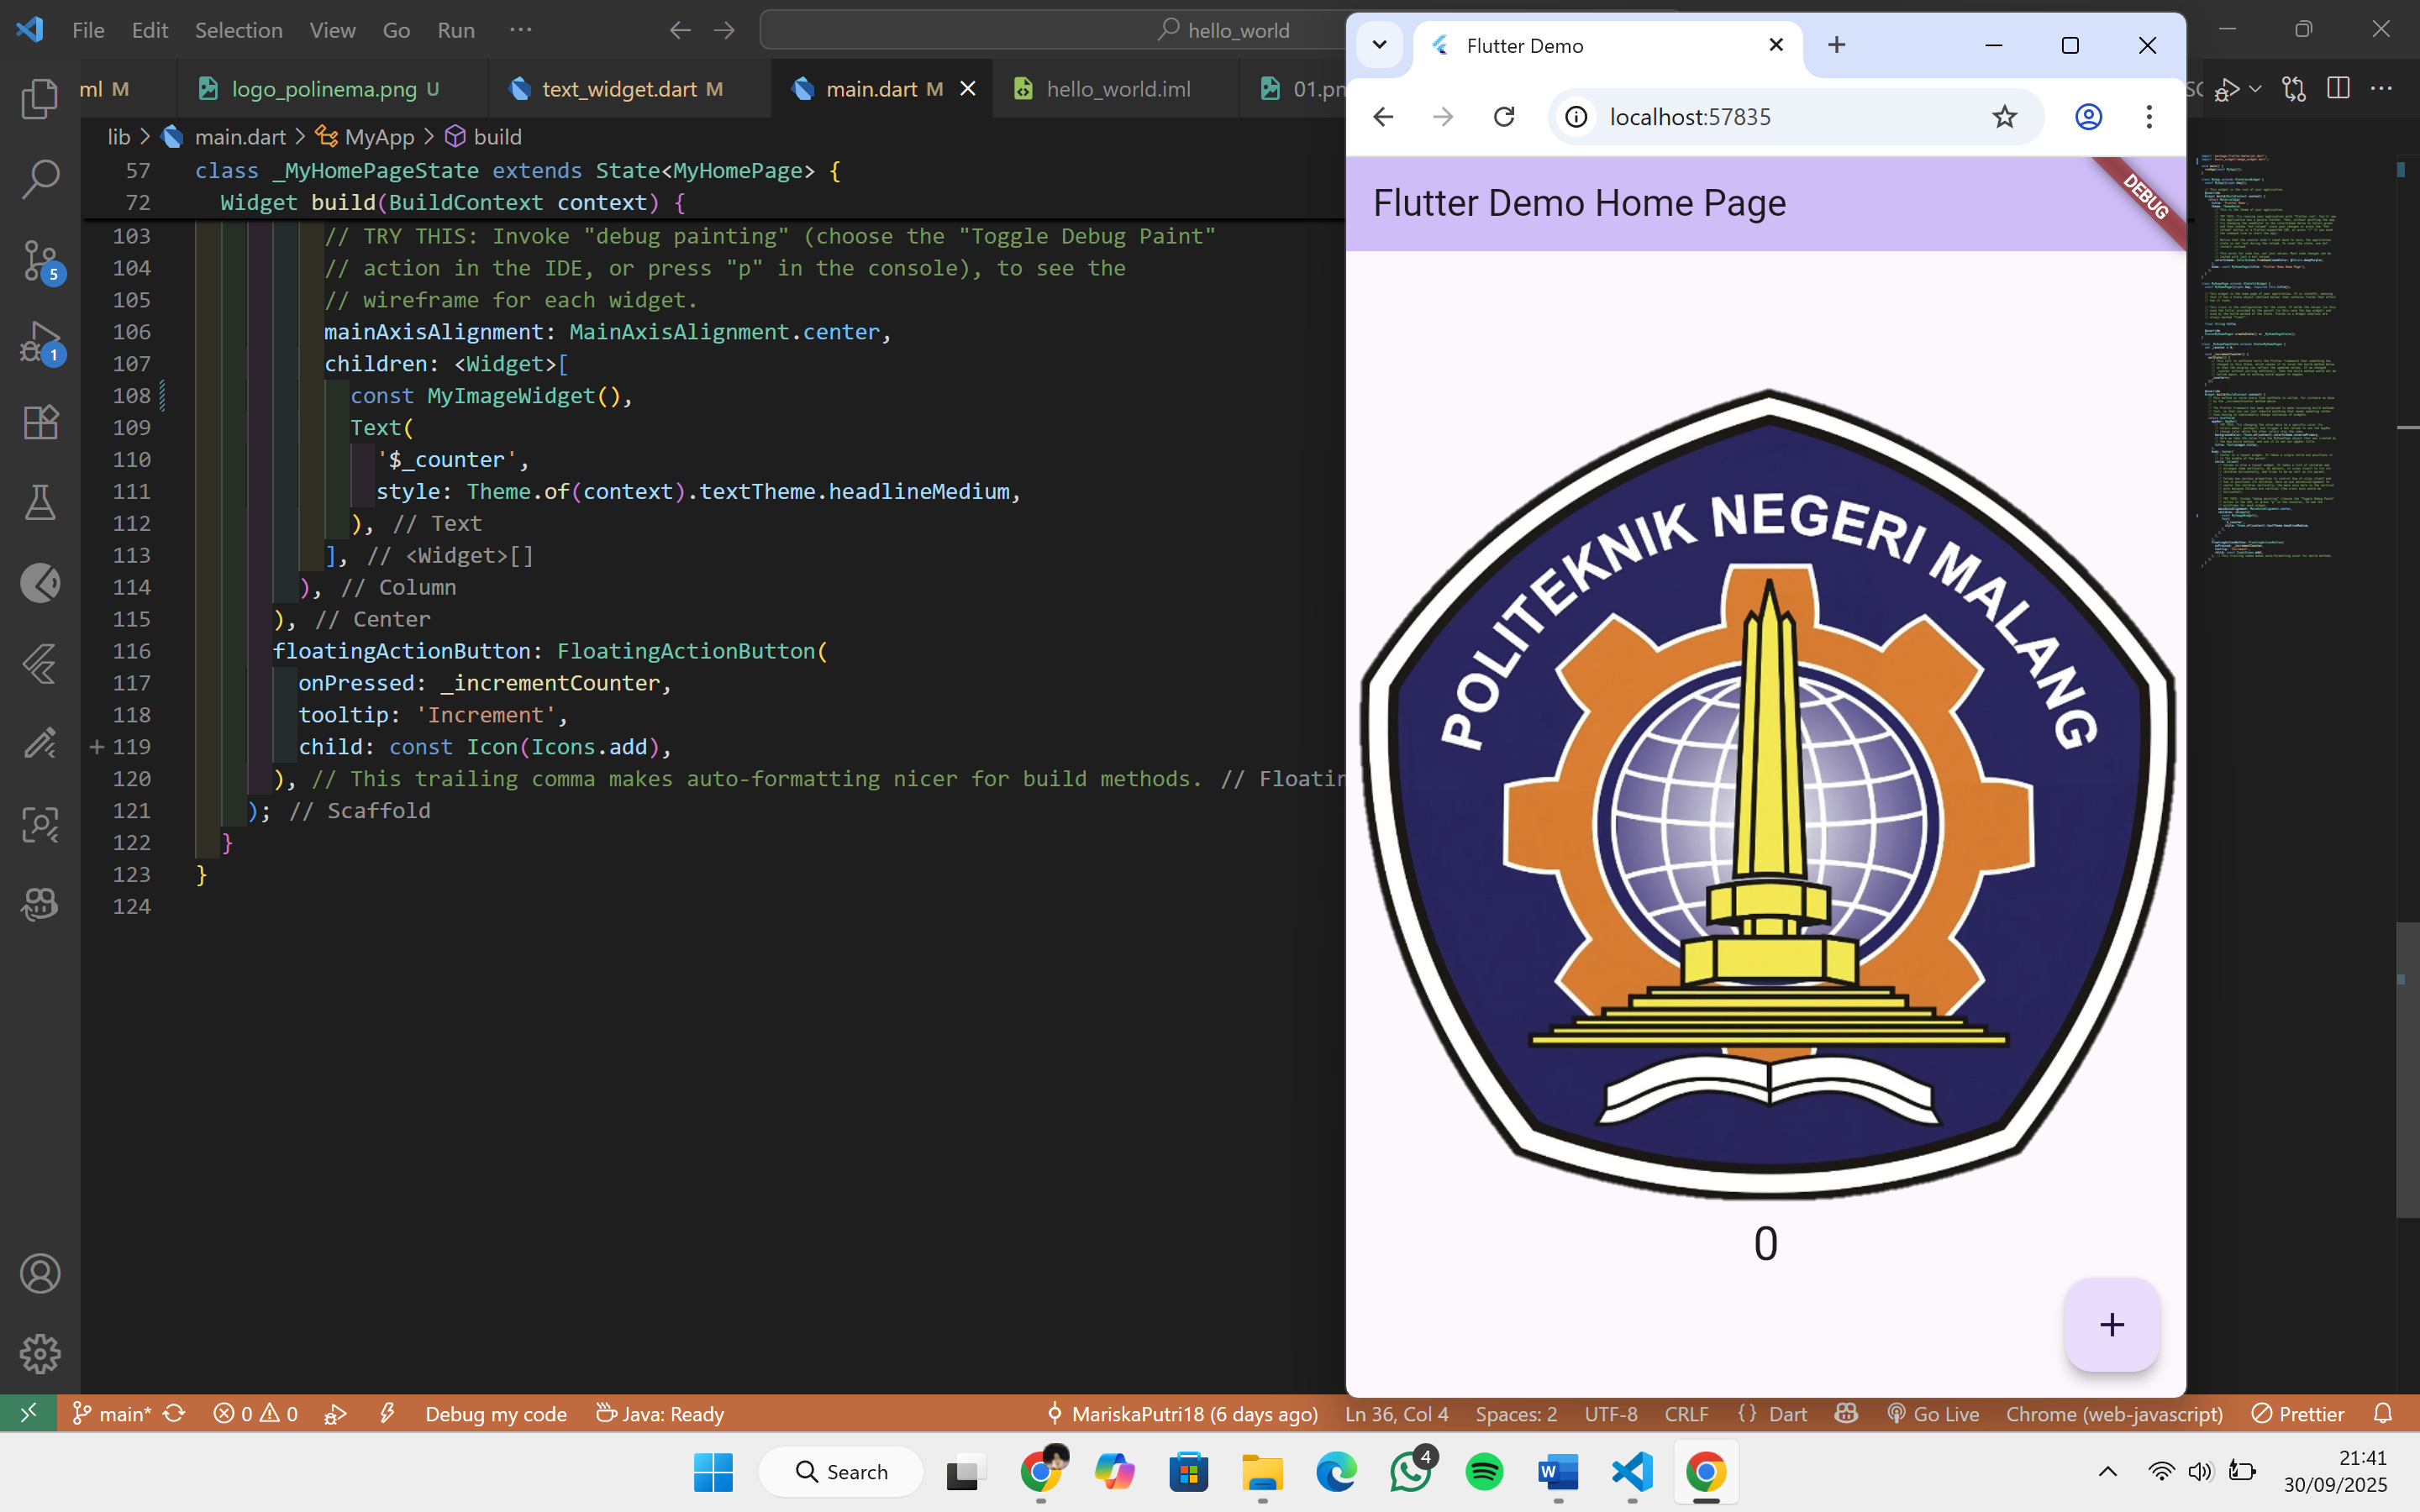 File Edit Selection View Go Run ··· hello_world
ml M logo_polinema.png U text_widget.dart M main.dart M hello_world.iml 01.pn
lib > main.dart > MyApp > build
57 class _MyHomePageState extends State<MyHomePage> {
72 Widget build(BuildContext context) {
103 // TRY THIS: Invoke "debug painting" (choose the "Toggle Debug Paint"
104 // action in the IDE, or press "p" in the console), to see the
105 // wireframe for each widget.
106 mainAxisAlignment: MainAxisAlignment.center,
107 children: <Widget>[
108 const MyImageWidget(),
109 Text(
110 '$_counter',
111 style: Theme.of(context).textTheme.headlineMedium,
112 ), // Text
113 ], // <Widget>[]
114 ), // Column
115 ), // Center
116 floatingActionButton: FloatingActionButton(
117 onPressed: _incrementCounter,
118 tooltip: 'Increment',
119 child: const Icon(Icons.add),
120 ), // This trailing comma makes auto-formatting nicer for build methods. // Floatin
121 ); // Scaffold
122 }
123 }
124
5
1
Flutter Demo
localhost:57835
Flutter Demo Home Page
DEBUG
POLITEKNIK NEGERI MALANG
0
+
main* 0 0 Debug my code Java: Ready MariskaPutri18 (6 days ago) Ln 36, Col 4 Spaces: 2 UTF-8 CRLF {} Dart Go Live Chrome (web-javascript) Prettier
Search 4 21:41
30/09/2025